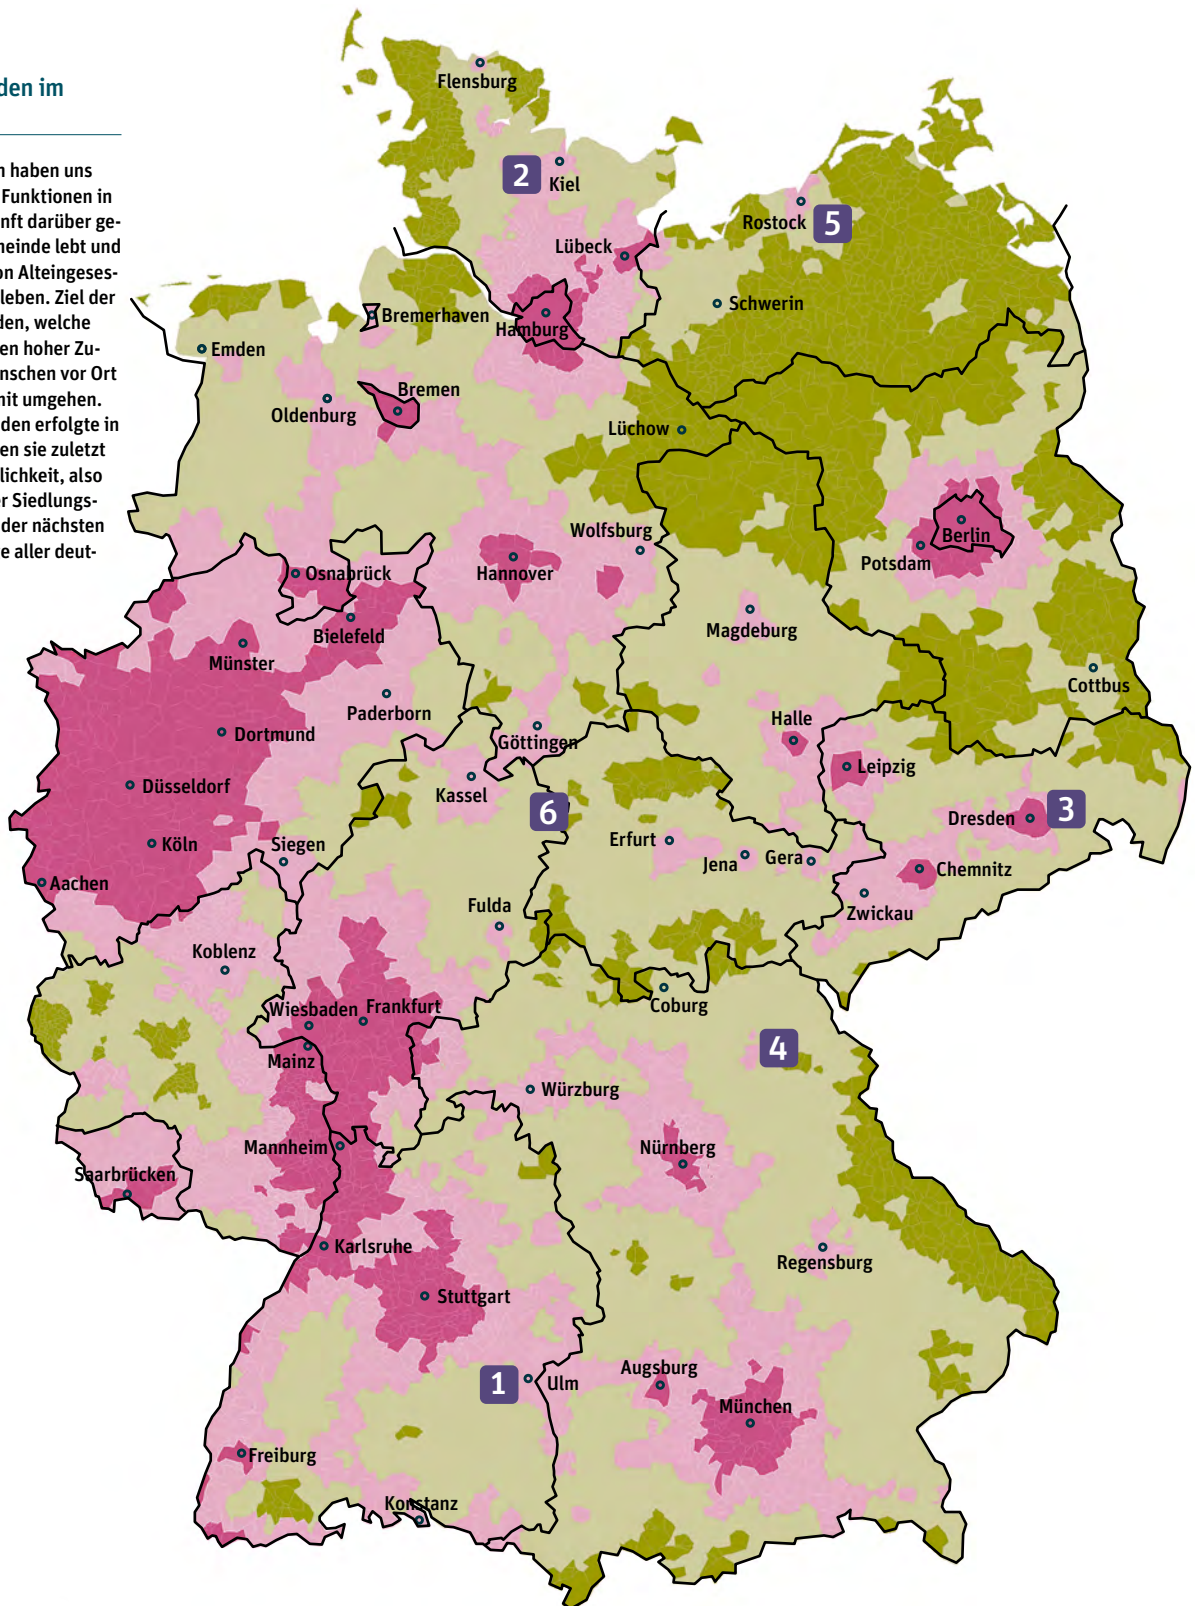 den im
n haben uns
Funktionen in
nft darüber ge-
neinde lebt und
on Alteingeses-
leben. Ziel der
den, welche
en hoher Zu-
nschen vor Ort
nit umgehen.
den erfolgte in
en sie zuletzt
lichkeit, also
er Siedlungs-
der nächsten
e aller deut-
Flensburg
2
Kiel
Rostock
5
Lübeck
Schwerin
Bremerhaven
Hamburg
Emden
Bremen
Oldenburg
Lüchow
Wolfsburg
Berlin
Potsdam
Osnabrück
Hannover
Bielefeld
Magdeburg
Münster
Cottbus
Paderborn
Halle
Dortmund
Göttingen
Leipzig
Düsseldorf
Kassel
6
Dresden
3
Köln
Siegen
Erfurt
Jena
Gera
Chemnitz
Aachen
Zwickau
Fulda
Koblenz
Wiesbaden
Frankfurt
Coburg
Mainz
4
Würzburg
Mannheim
Nürnberg
Saarbrücken
Karlsruhe
Regensburg
Stuttgart
Augsburg
1
Ulm
München
Freiburg
Konstanz